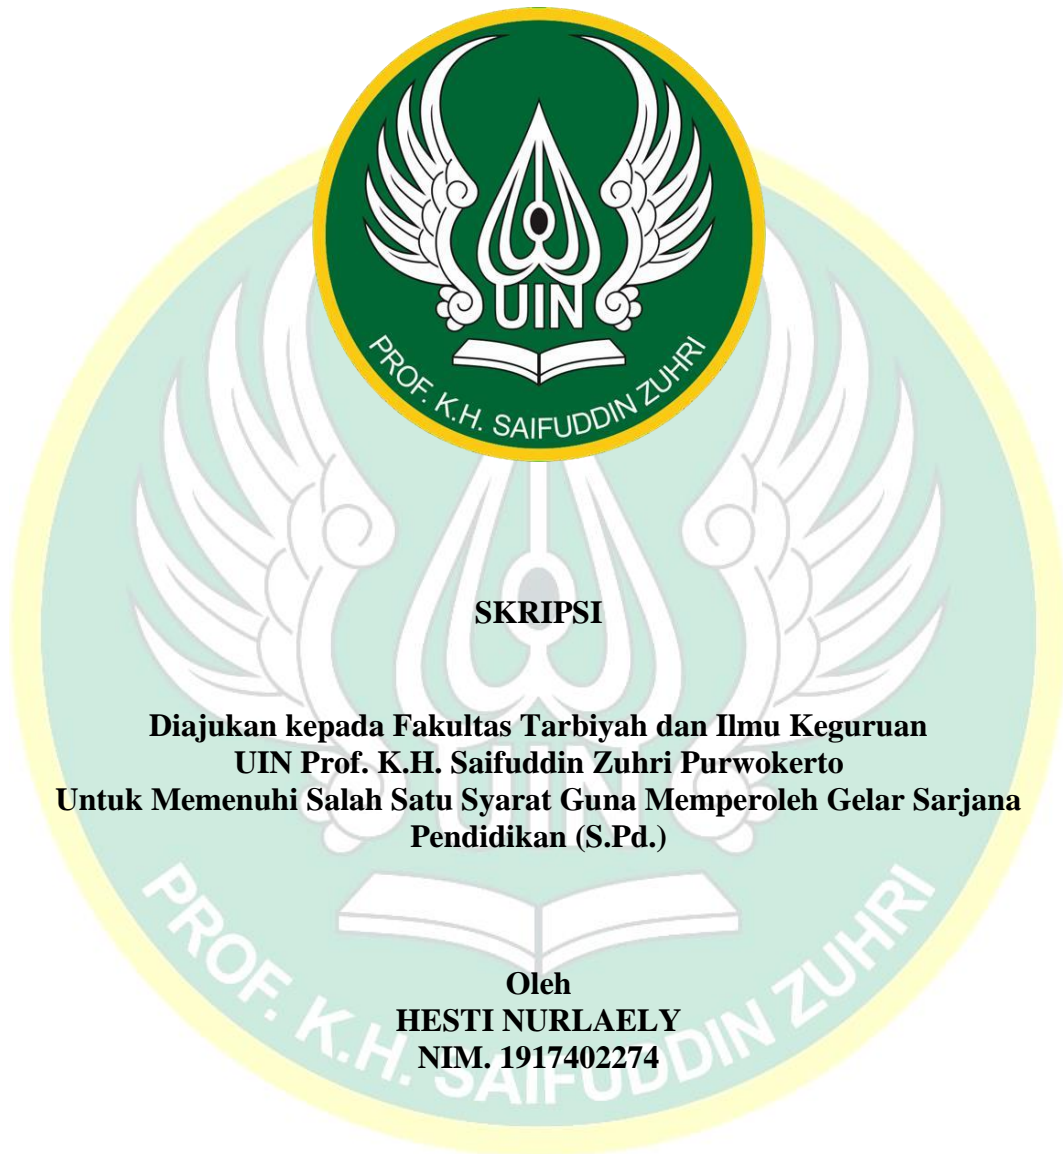 UIN
PROF. K.H. SAIFUDDIN ZUHRI
SKRIPSI
Diajukan kepada Fakultas Tarbiyah dan Ilmu Keguruan
UIN Prof. K.H. Saifuddin Zuhri Purwokerto
Untuk Memenuhi Salah Satu Syarat Guna Memperoleh Gelar Sarjana
Pendidikan (S.Pd.)
UIN
PROF. K.H. SAIFUDDIN ZUHRI
Oleh
HESTI NURLAELY
NIM. 1917402274